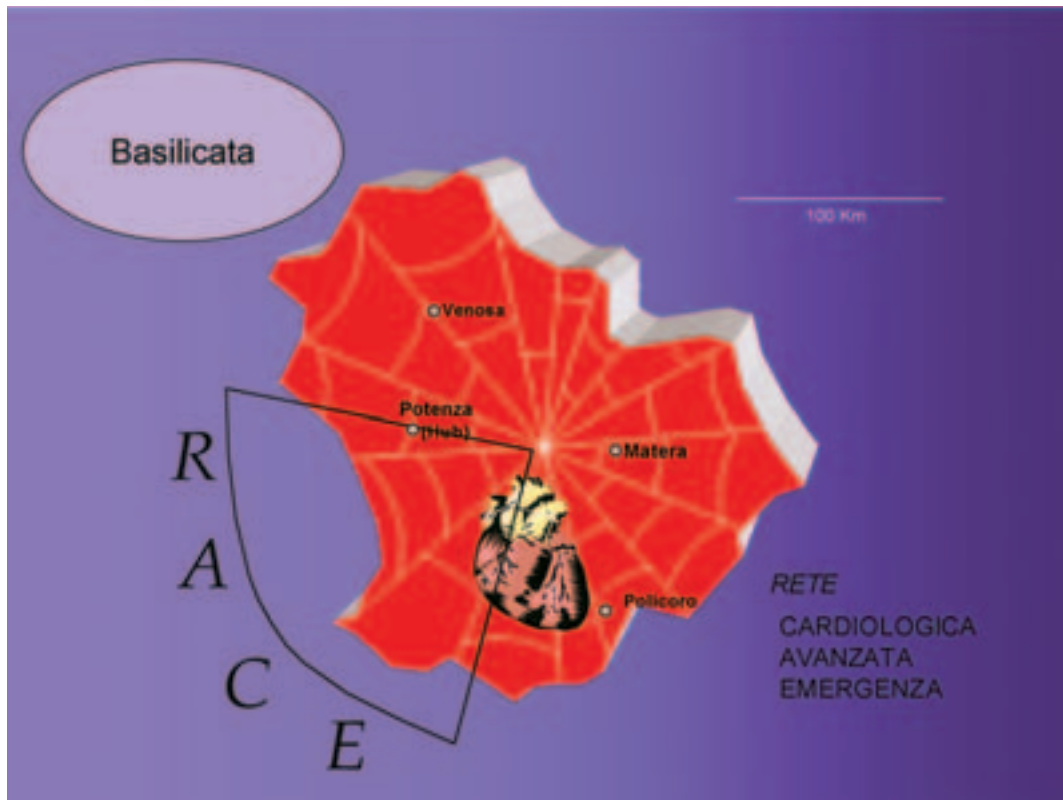 Basilicata
100 Km
Venosa
Potenza
(Hub)
Matera
Policoro
R
A
C
E
RETE
CARDIOLOGICA
AVANZATA
EMERGENZA